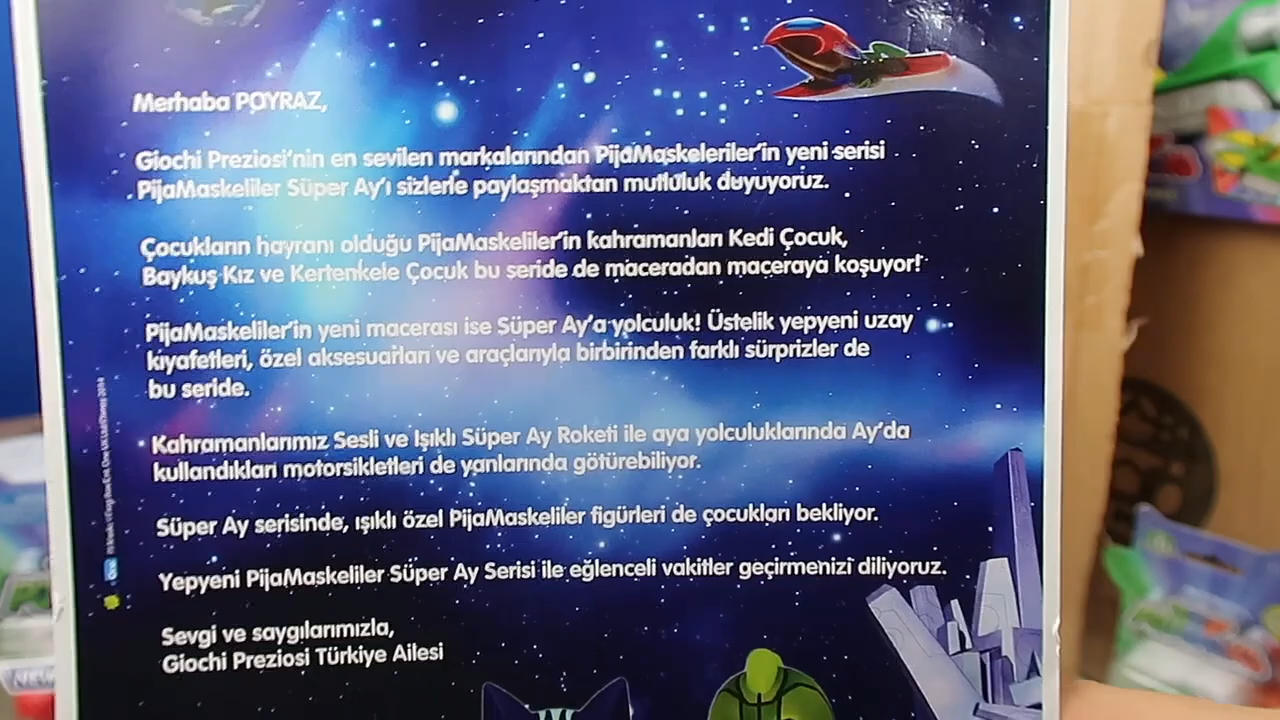 Merhaba POYRAZ,
Giochi Preziosi'nin en sevilen markalarından PijaMaskeleriler'in yeni serisi
PijaMaskeliler Süper Ay'ı sizlerle paylaşmaktan mutluluk duyuyoruz.
Çocukların hayranı olduğu PijaMaskeliler'in kahramanları Kedi Çocuk,
Baykuş Kız ve Kertenkele Çocuk bu seride de maceradan maceraya koşuyor!
PijaMaskeliler'in yeni macerası ise Süper Ay'a yolculuk! Üstelik yepyeni uzay
kıyafetleri, özel aksesuarları ve araçlarıyla birbirinden farklı sürprizler de
bu seride.
Kahramanlarımız Sesli ve Işıklı Süper Ay Roketi ile aya yolculuklarında Ay'da
kullandıkları motorsikletleri de yanlarında götürebiliyor.
Süper Ay serisinde, ışıklı özel PijaMaskeliler figürleri de çocukları bekliyor.
Yepyeni PijaMaskeliler Süper Ay Serisi ile eğlenceli vakitler geçirmenizi diliyoruz.
Sevgi ve saygılarımızla,
Giochi Preziosi Türkiye Ailesi
NEW